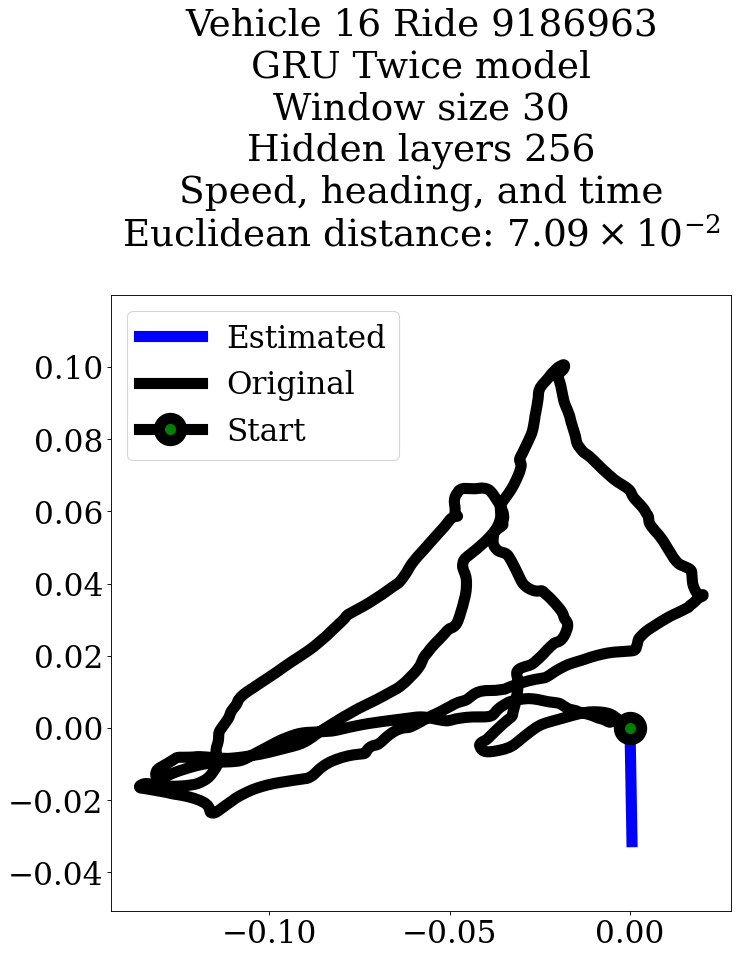 Vehicle 16 Ride 9186963
GRU Twice model
Window size 30
Hidden layers 256
Speed, heading, and time
Euclidean distance: 7.09 × 10⁻²
Estimated
Original
Start
0.10
0.08
0.06
0.04
0.02
0.00
−0.02
−0.04
−0.10 −0.05 0.00